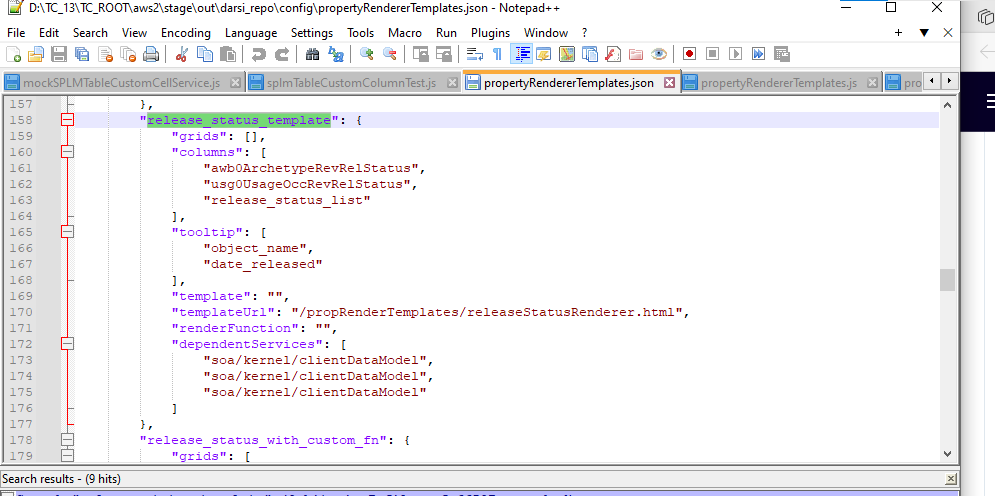 D:\TC_13\TC_ROOT\aws2\stage\out\darsi_repo\config\propertyRendererTemplates.json - Notepad++
File Edit Search View Encoding Language Settings Tools Macro Run Plugins Window ?
mockSPLMTableCustomCellService.js splmTableCustomColumnTest.js propertyRendererTemplates.json propertyRendererTemplates.js pro
157 },
158 "release_status_template": {
159 "grids": [],
160 "columns": [
161 "awb0ArchetypeRevRelStatus",
162 "usg0UsageOccRevRelStatus",
163 "release_status_list"
164 ],
165 "tooltip": [
166 "object_name",
167 "date_released"
168 ],
169 "template": "",
170 "templateUrl": "/propRenderTemplates/releaseStatusRenderer.html",
171 "renderFunction": "",
172 "dependentServices": [
173 "soa/kernel/clientDataModel",
174 "soa/kernel/clientDataModel",
175 "soa/kernel/clientDataModel"
176 ]
177 },
178 "release_status_with_custom_fn": {
179 "grids": [
Search results - (9 hits)